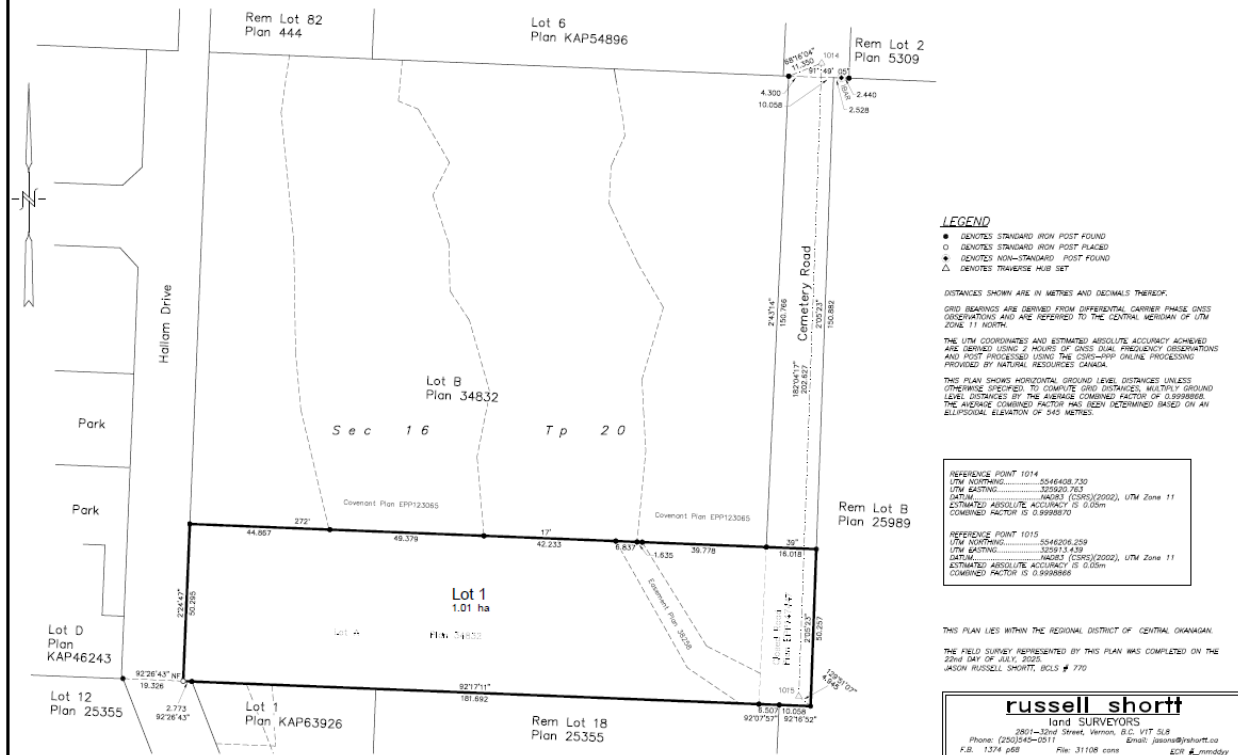 Rem Lot 82
Plan 444
Lot 6
Plan KAP54896
Rem Lot 2
Plan 5309
68°16'04"
11.350
1014
91° 49' 05"
4.300
10.058
IBAR
2.440
2.528
N
Hallam Drive
Park
Park
Lot B
Plan 34832
Sec 16 Tp 20
Covenant Plan EPP123065
Covenant Plan EPP123065
Cemetery Road
2°43'14"
150.766
2°05'23"
150.882
182°04'17"
202.627
Rem Lot B
Plan 25989
272° 17' 39"
44.867
49.379
42.233
6.837
1.635
39.778
16.018
Lot 1
1.01 ha
Lot A
Easement Plan 38256
2°24'47"
50.295
2°05'23"
50.257
Lot D
Plan
KAP46243
92°26'43" NF
19.326
2.773
92°26'43"
92°17'11"
181.692
6.507
92°07'57"
10.058
92°16'52"
1015
129°51'07"
4.945
Lot 12
Plan 25355
Lot 1
Plan KAP63926
Rem Lot 18
Plan 25355
LEGEND
DENOTES STANDARD IRON POST FOUND
DENOTES STANDARD IRON POST PLACED
DENOTES NON-STANDARD POST FOUND
DENOTES TRAVERSE HUB SET
DISTANCES SHOWN ARE IN METRES AND DECIMALS THEREOF.
GRID BEARINGS ARE DERIVED FROM DIFFERENTIAL CARRIER PHASE GNSS
OBSERVATIONS AND ARE REFERRED TO THE CENTRAL MERIDIAN OF UTM
ZONE 11 NORTH.
THE UTM COORDINATES AND ESTIMATED ABSOLUTE ACCURACY ACHIEVED
ARE DERIVED USING 2 HOURS OF GNSS DUAL FREQUENCY OBSERVATIONS
AND POST PROCESSED USING THE CSRS-PPP ONLINE PROCESSING
PROVIDED BY NATURAL RESOURCES CANADA.
THIS PLAN SHOWS HORIZONTAL GROUND LEVEL DISTANCES UNLESS
OTHERWISE SPECIFIED. TO COMPUTE GRID DISTANCES, MULTIPLY GROUND
LEVEL DISTANCES BY THE AVERAGE COMBINED FACTOR OF 0.9998868.
THE AVERAGE COMBINED FACTOR HAS BEEN DETERMINED BASED ON AN
ELLIPSOIDAL ELEVATION OF 545 METRES.
REFERENCE POINT 1014
UTM NORTHING..............5546408.730
UTM EASTING................325920.763
DATUM......................NAD83 (CSRS)(2002), UTM Zone 11
ESTIMATED ABSOLUTE ACCURACY IS 0.05m
COMBINED FACTOR IS 0.9998870
REFERENCE POINT 1015
UTM NORTHING..............5546206.259
UTM EASTING................325913.439
DATUM......................NAD83 (CSRS)(2002), UTM Zone 11
ESTIMATED ABSOLUTE ACCURACY IS 0.05m
COMBINED FACTOR IS 0.9998866
THIS PLAN LIES WITHIN THE REGIONAL DISTRICT OF CENTRAL OKANAGAN.
THE FIELD SURVEY REPRESENTED BY THIS PLAN WAS COMPLETED ON THE
22nd DAY OF JULY, 2025.
JASON RUSSELL SHORTT, BCLS # 770
russell shortt
land SURVEYORS
2801-32nd Street, Vernon, B.C. V1T 5L8
Phone: (250)545-0511 Email: jasons@jrshortt.ca
F.B. 1374 p68 File: 31108 cons ECR #_mmddyy